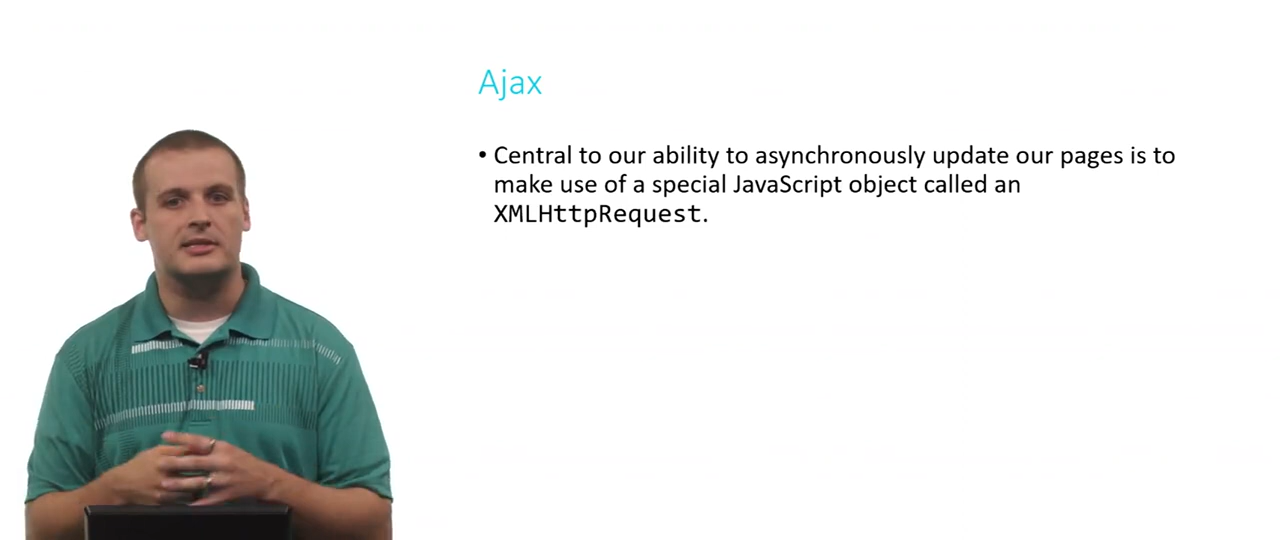 Ajax
• Central to our ability to asynchronously update our pages is to
make use of a special JavaScript object called an
XMLHttpRequest.